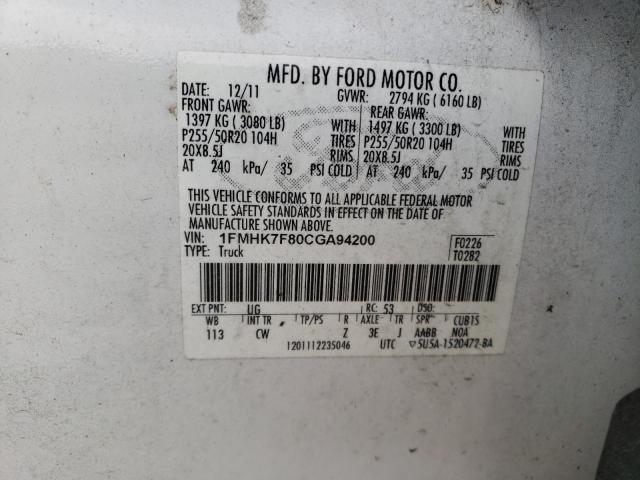 MFD. BY FORD MOTOR CO.
DATE: 12/11 GVWR: 2794 KG ( 6160 LB)
FRONT GAWR: REAR GAWR:
1397 KG ( 3080 LB) WITH 1497 KG ( 3300 LB) WITH
P255/50R20 104H TIRES P255/50R20 104H TIRES
20X8.5J RIMS 20X8.5J RIMS
AT 240 kPa/ 35 PSI COLD AT 240 kPa/ 35 PSI COLD
THIS VEHICLE CONFORMS TO ALL APPLICABLE FEDERAL MOTOR
VEHICLE SAFETY STANDARDS IN EFFECT ON THE DATE OF
MANUFACTURE SHOWN ABOVE.
VIN: 1FMHK7F80CGA94200 F0226
TYPE: Truck T0282
EXT PNT: UG RC: 53 DSO:
WB INT TR TP/PS R AXLE TR SPR CUB1S
113 CW Z 3E J AABB NOA
1201112235046 UTC ▽5U5A-1520472-BA